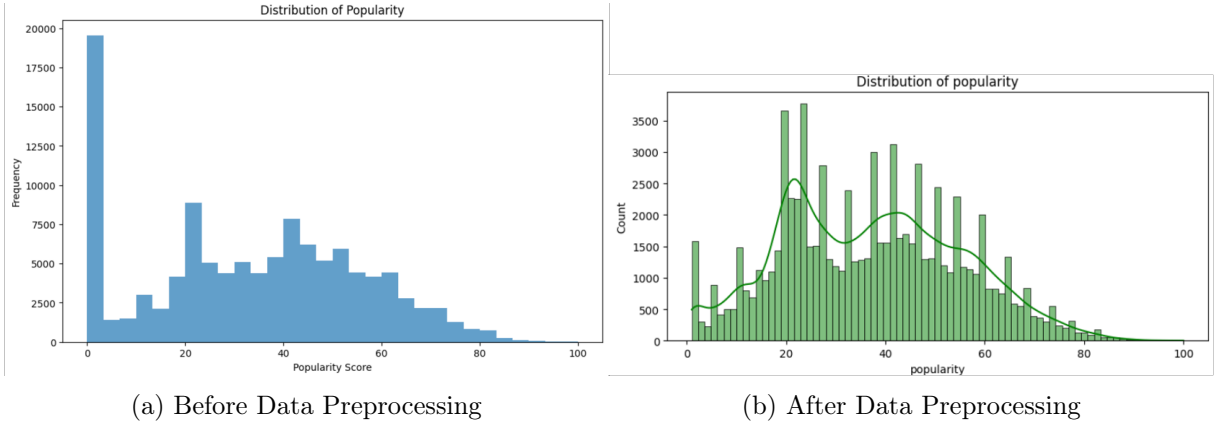 Distribution of Popularity
Frequency
20000
17500
15000
12500
10000
7500
5000
2500
0
0 20 40 60 80 100
Popularity Score
(a) Before Data Preprocessing
Distribution of popularity
Count
3500
3000
2500
2000
1500
1000
500
0
0 20 40 60 80 100
popularity
(b) After Data Preprocessing